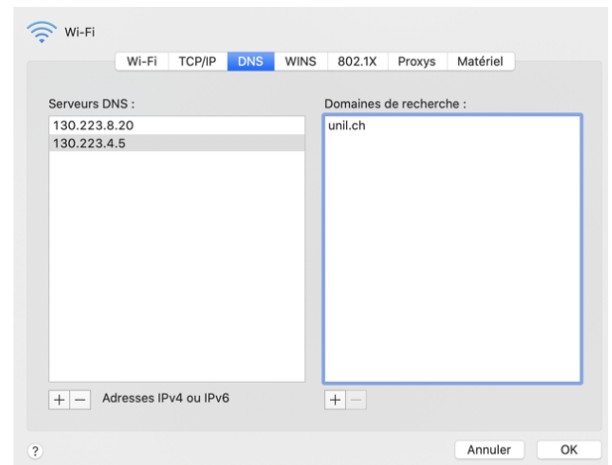 Wi-Fi
Wi-Fi TCP/IP DNS WINS 802.1X Proxys Matériel
Serveurs DNS :
130.223.8.20
130.223.4.5
Adresses IPv4 ou IPv6
Domaines de recherche :
unil.ch
? Annuler OK